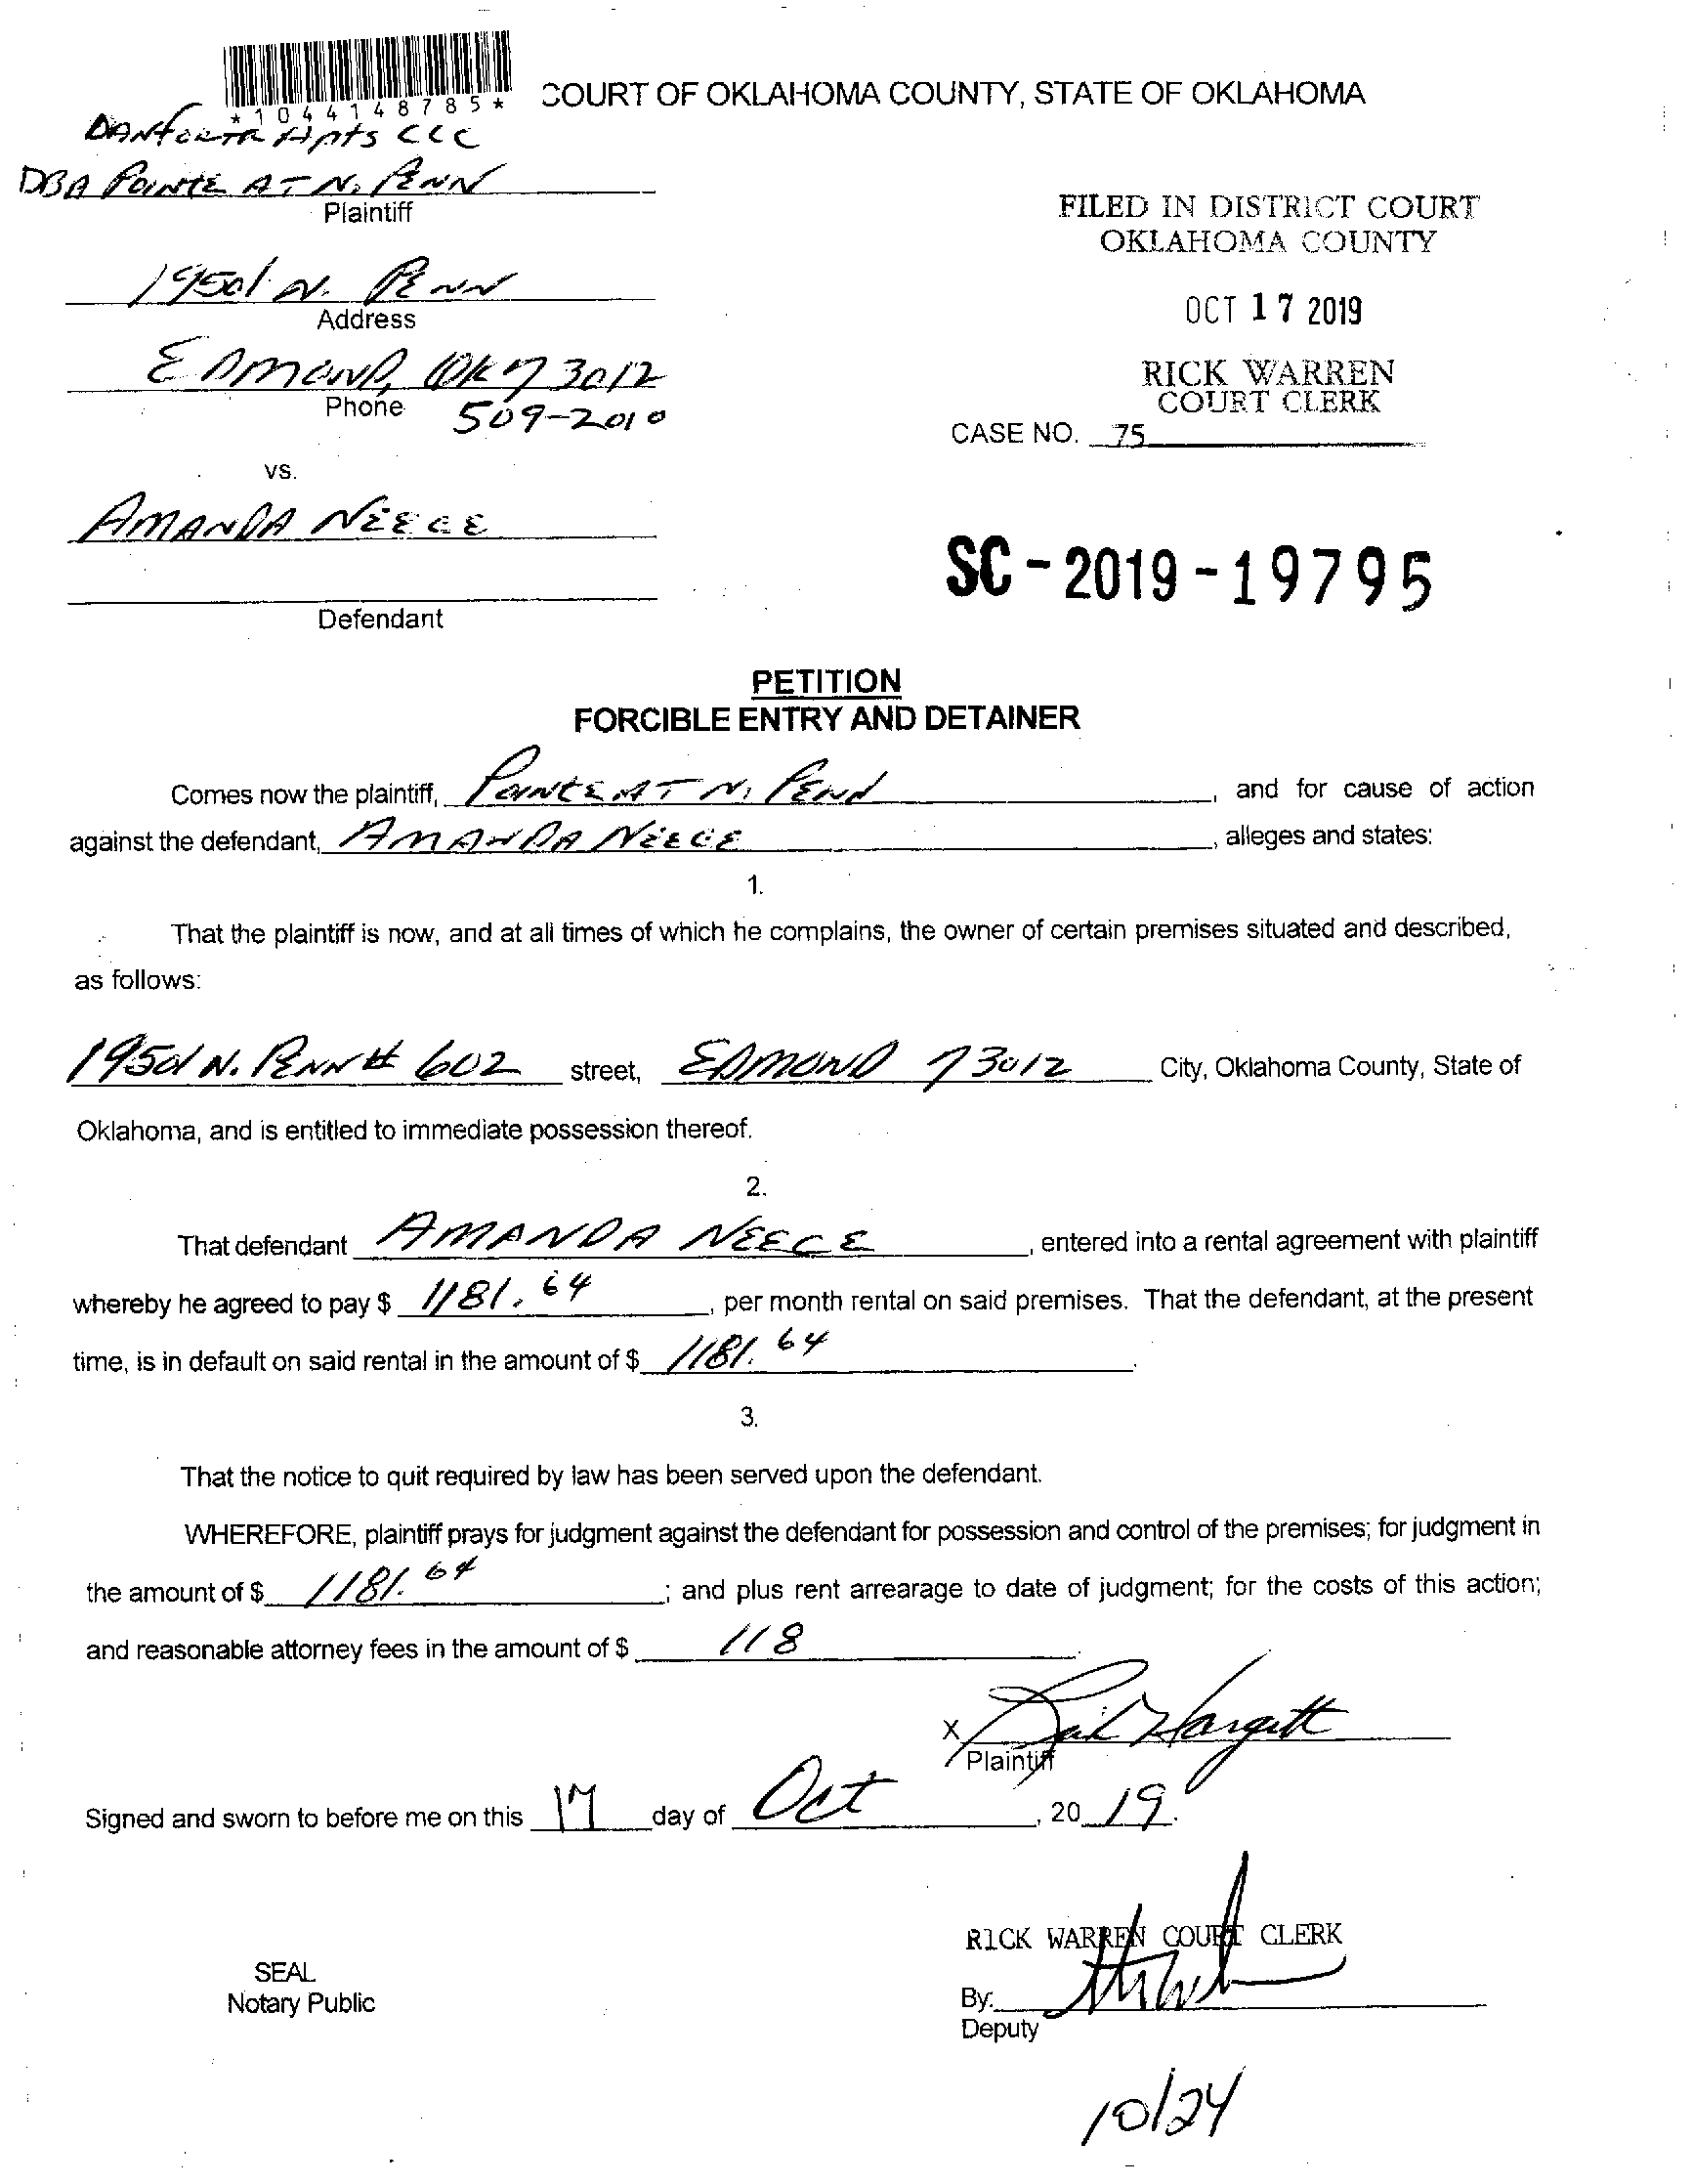 *1044148785*
COURT OF OKLAHOMA COUNTY, STATE OF OKLAHOMA
DANFORTH Apts LLC
DBA POINTE AT N. PENN
Plaintiff
FILED IN DISTRICT COURT
OKLAHOMA COUNTY
19501 N. PENN
Address
OCT 17 2019
EDMOND, OK 73012
Phone 509-2010
RICK WARREN
COURT CLERK
CASE NO. 75
vs.
AMANDA NEECE
SC-2019-19795
Defendant
PETITION
FORCIBLE ENTRY AND DETAINER
Comes now the plaintiff, POINTE AT N. PENN, and for cause of action
against the defendant, AMANDA NEECE, alleges and states:
1.
That the plaintiff is now, and at all times of which he complains, the owner of certain premises situated and described,
as follows:
19501 N. PENN # 602 street, EDMOND 73012 City, Oklahoma County, State of
Oklahoma, and is entitled to immediate possession thereof.
2.
That defendant AMANDA NEECE, entered into a rental agreement with plaintiff
whereby he agreed to pay $ 1181.64, per month rental on said premises. That the defendant, at the present
time, is in default on said rental in the amount of $ 1181.64.
3.
That the notice to quit required by law has been served upon the defendant.
WHEREFORE, plaintiff prays for judgment against the defendant for possession and control of the premises; for judgment in
the amount of $ 1181.64; and plus rent arrearage to date of judgment; for the costs of this action;
and reasonable attorney fees in the amount of $ 118.
X Gail Hargett
Plaintiff
Signed and sworn to before me on this 17 day of Oct, 20 19.
RICK WARREN COURT CLERK
SEAL
Notary Public
By:
Deputy
10/24